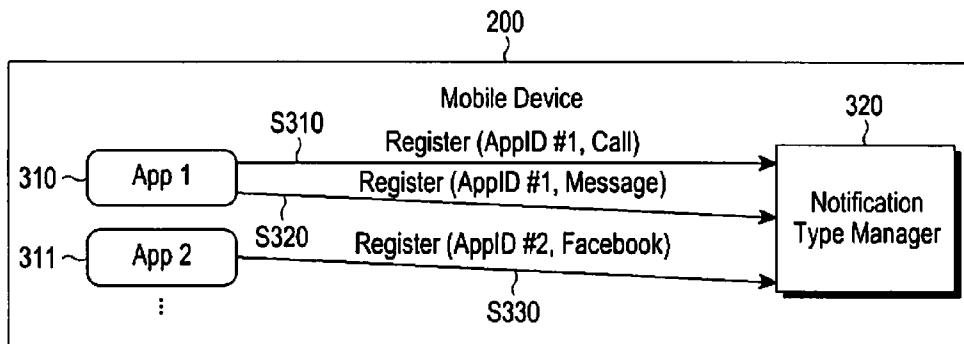 200
Mobile Device
320
S310
Register (AppID #1, Call)
310
App 1
Register (AppID #1, Message)
Notification
Type Manager
S320
311
App 2
Register (AppID #2, Facebook)
S330